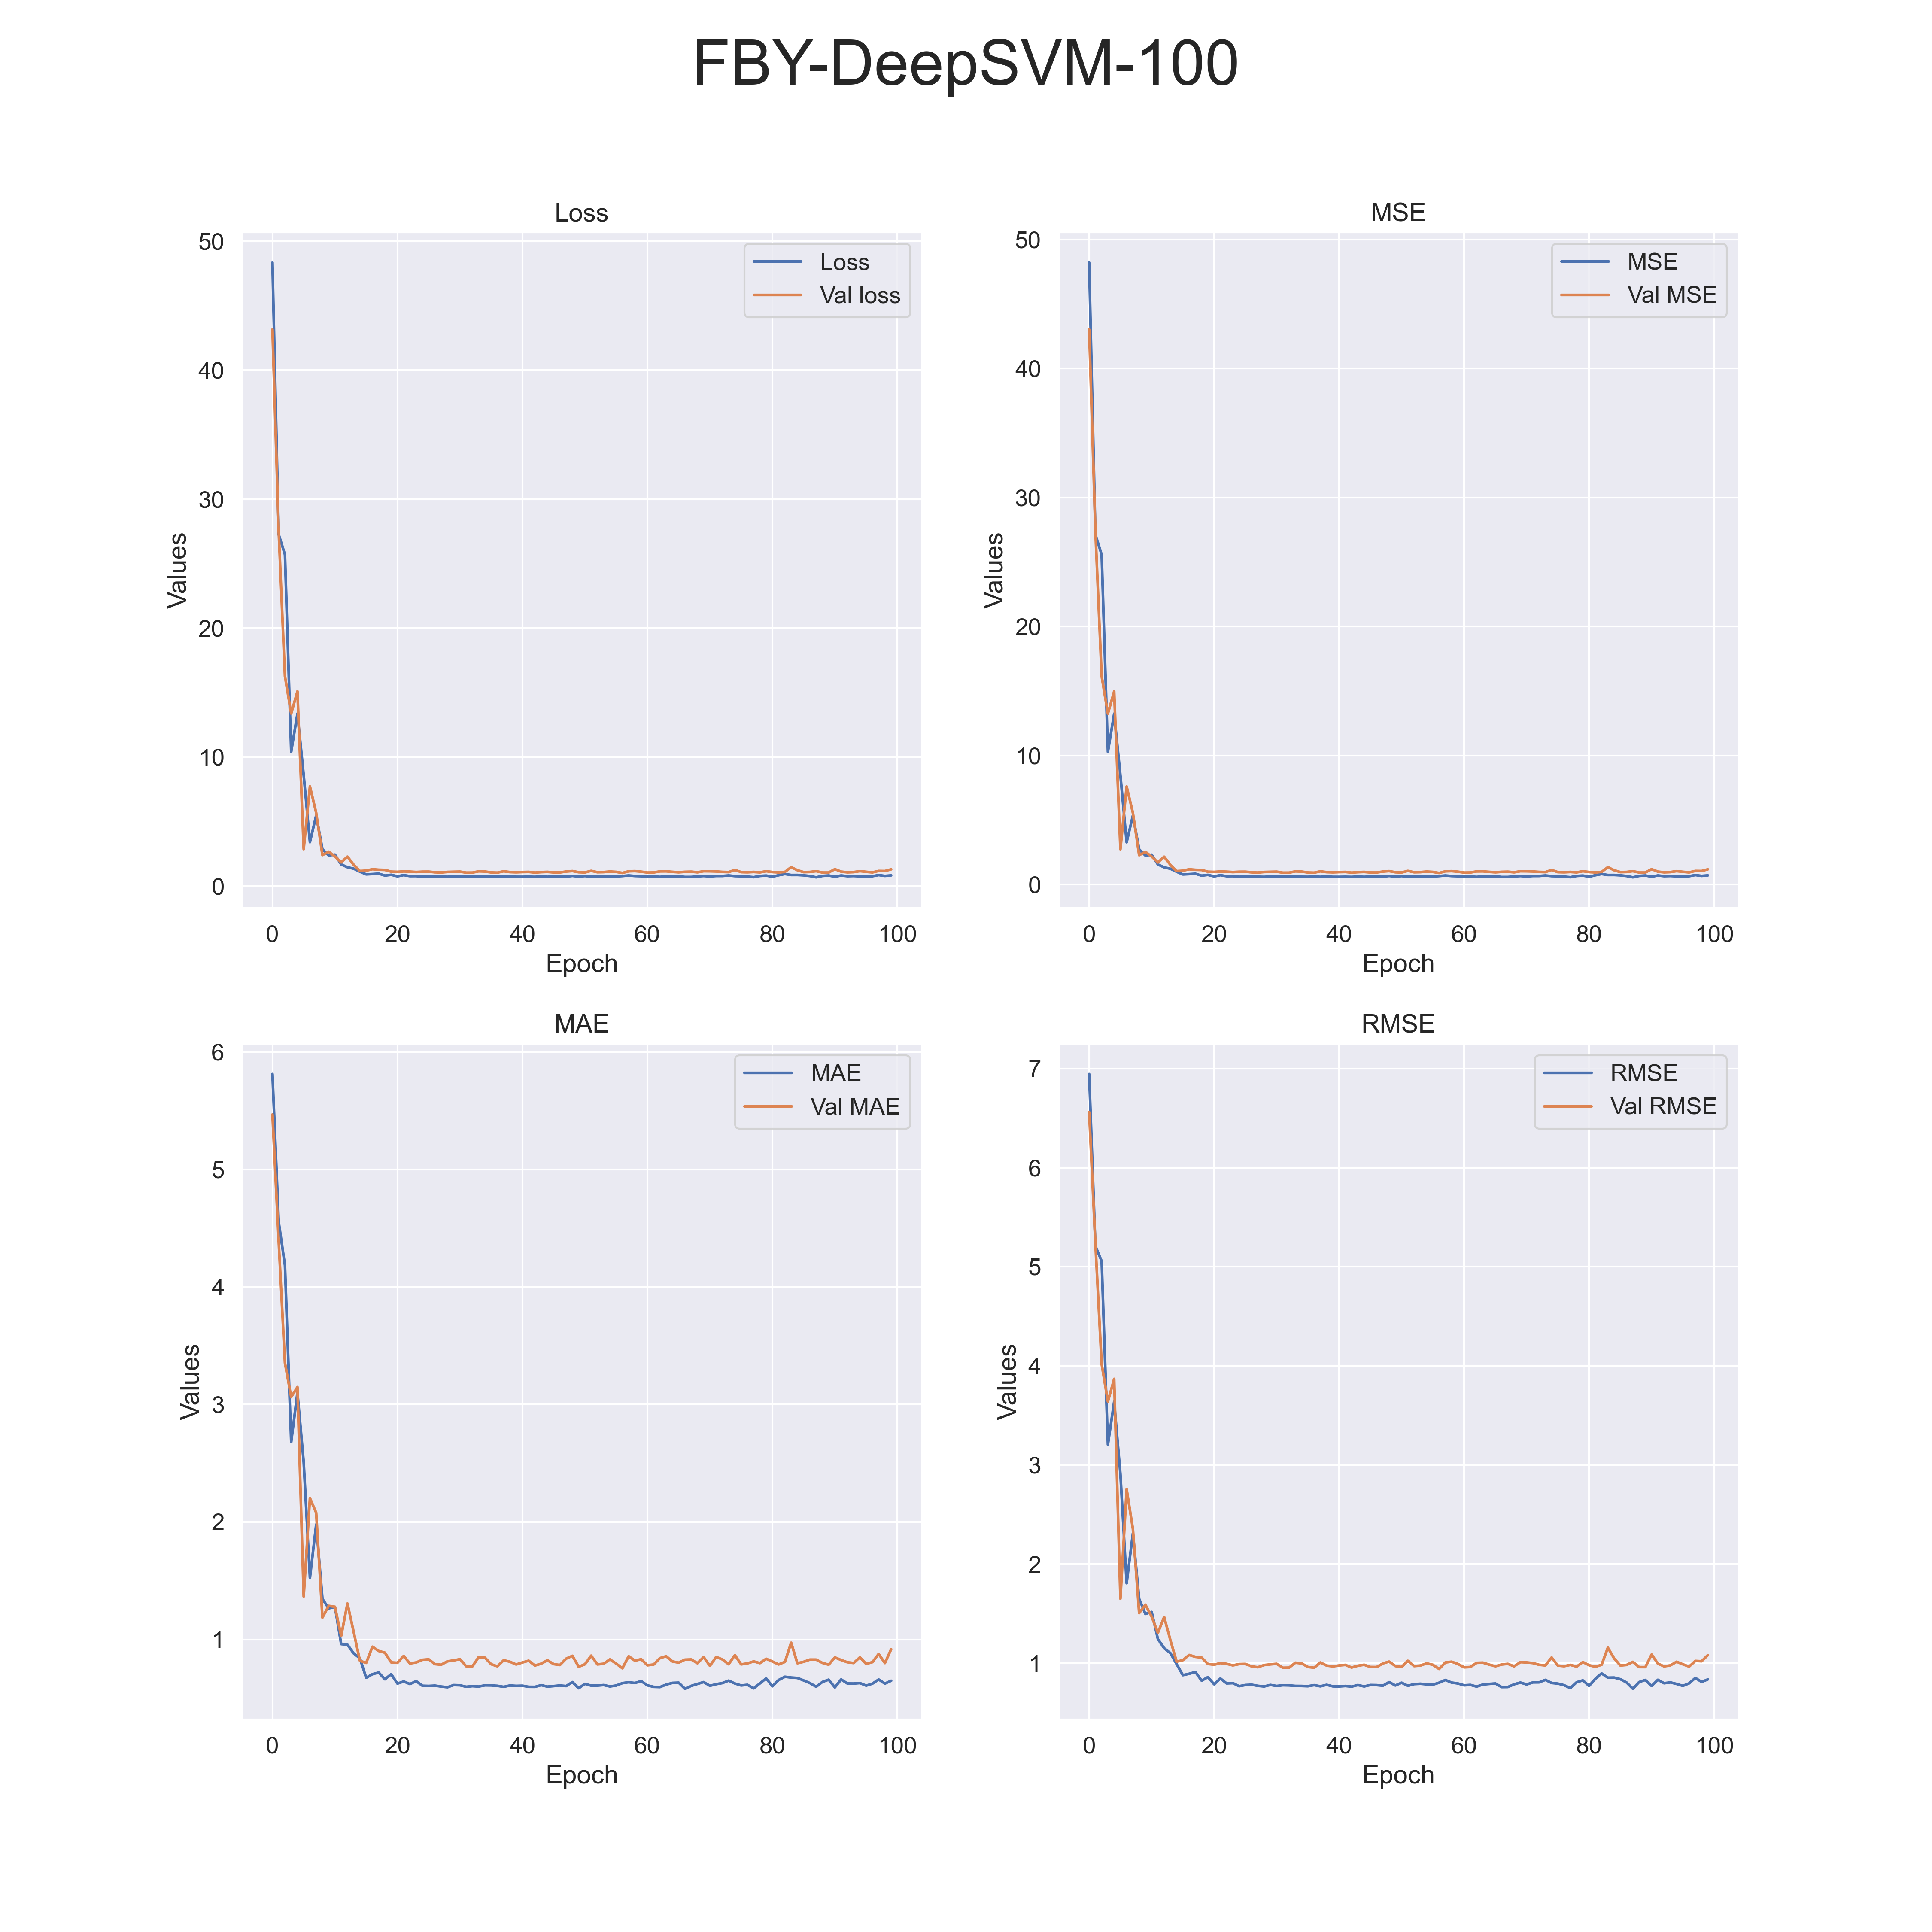 FBY-DeepSVM-100
Loss
50
40
30
20
10
0
Values
0 20 40 60 80 100
Epoch
Loss
Val loss
MSE
50
40
30
20
10
0
Values
0 20 40 60 80 100
Epoch
MSE
Val MSE
MAE
6
5
4
3
2
1
Values
0 20 40 60 80 100
Epoch
MAE
Val MAE
RMSE
7
6
5
4
3
2
1
Values
0 20 40 60 80 100
Epoch
RMSE
Val RMSE